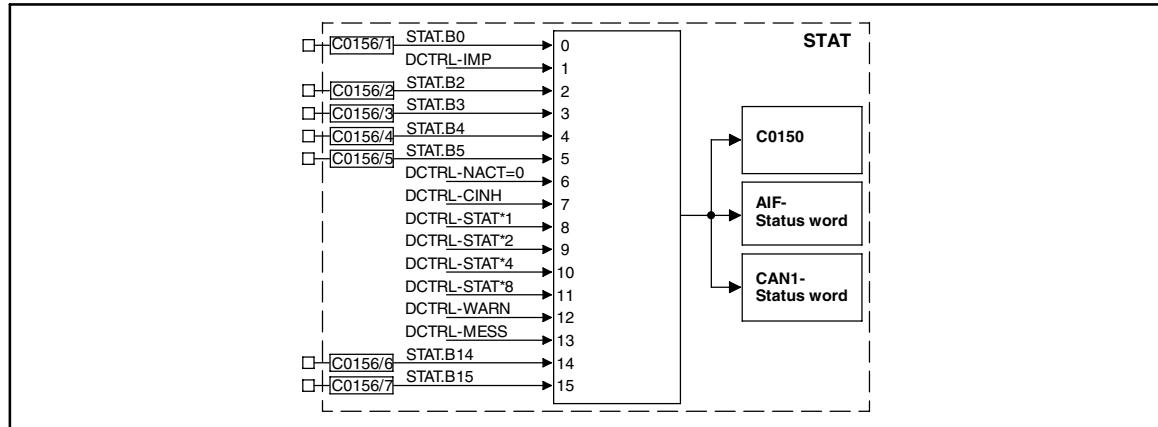 STAT
C0156/1 STAT.B0 0
DCTRL-IMP 1
C0156/2 STAT.B2 2
C0156/3 STAT.B3 3
C0156/4 STAT.B4 4
C0156/5 STAT.B5 5
DCTRL-NACT=0 6
DCTRL-CINH 7
DCTRL-STAT*1 8
DCTRL-STAT*2 9
DCTRL-STAT*4 10
DCTRL-STAT*8 11
DCTRL-WARN 12
DCTRL-MESS 13
C0156/6 STAT.B14 14
C0156/7 STAT.B15 15
C0150
AIF-
Status word
CAN1-
Status word